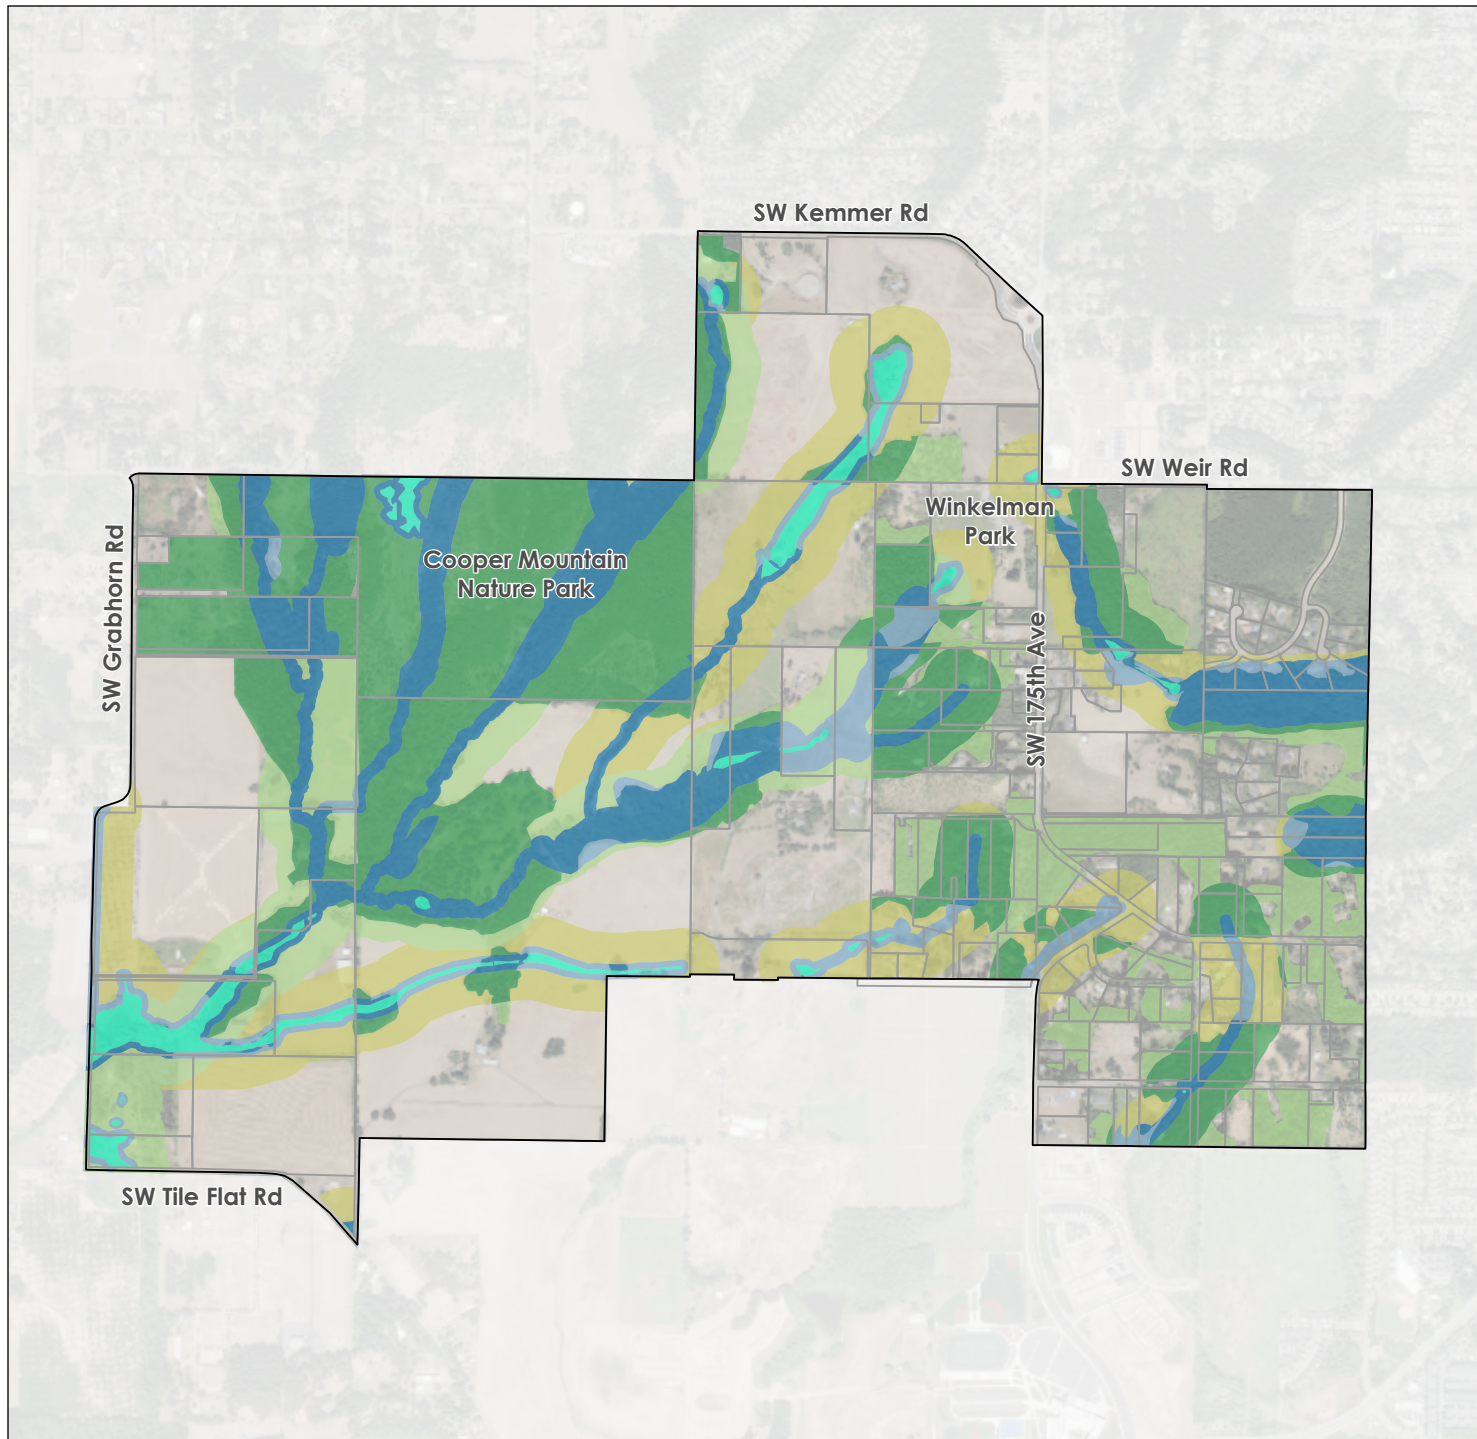 SW Kemmer Rd
SW Weir Rd
Winkelman
Park
Cooper Mountain
Nature Park
SW Grabhorn Rd
SW 175th Ave
SW Tile Flat Rd